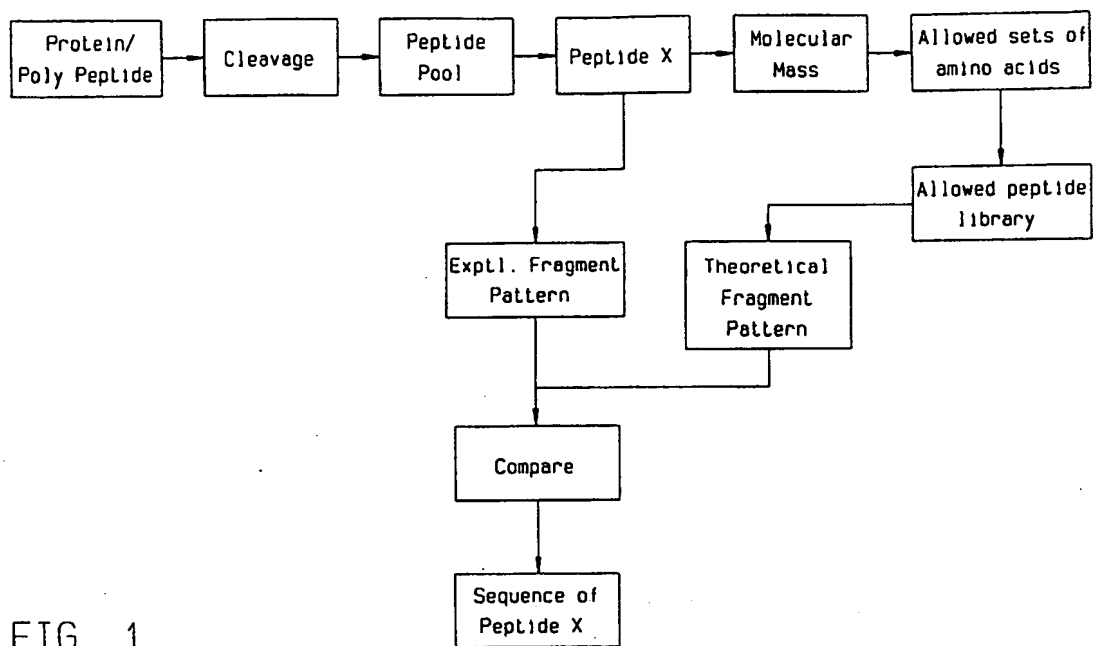 Protein/
Poly Peptide
Cleavage
Peptide
Pool
Peptide X
Molecular
Mass
Allowed sets of
amino acids
Allowed peptide
library
Exptl. Fragment
Pattern
Theoretical
Fragment
Pattern
Compare
Sequence of
Peptide X
FIG. 1